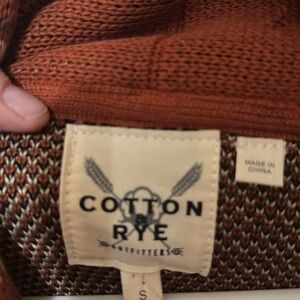 COTTON
&
RYE
OUTFITTERS
S
MADE IN
CHINA